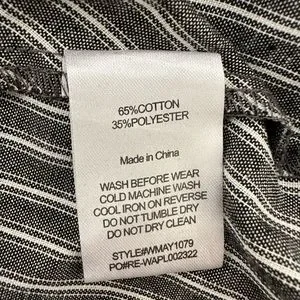 65%COTTON
35%POLYESTER
Made in China
WASH BEFORE WEAR
COLD MACHINE WASH
COOL IRON ON REVERSE
DO NOT TUMBLE DRY
DO NOT DRY CLEAN
STYLE#WMAY1079
PO#RE-WAPL002322